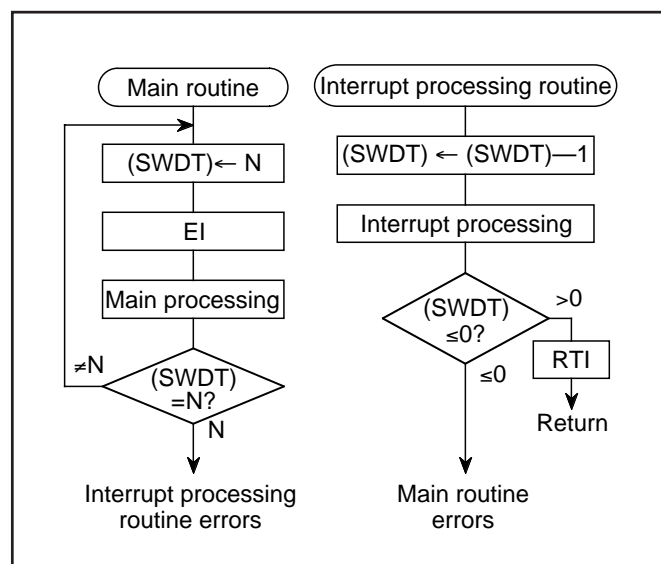 Main routine
(SWDT)← N
EI
Main processing
≠N
(SWDT)
=N?
N
Interrupt processing
routine errors
Interrupt processing routine
(SWDT) ← (SWDT)—1
Interrupt processing
>0
(SWDT)
≤0?
≤0
RTI
Return
Main routine
errors